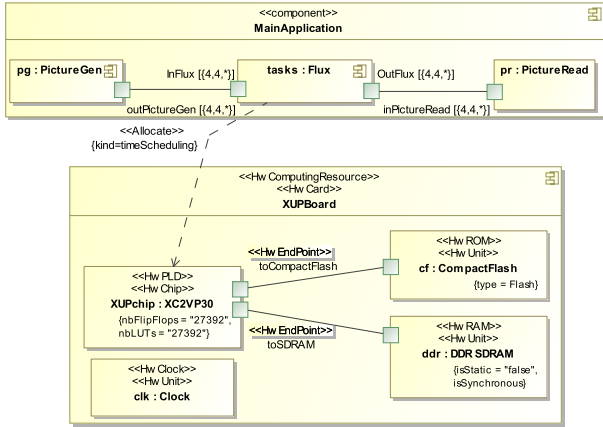 <<component>>
MainApplication
pg : PictureGen
InFlux [{4,4,*}]
tasks : Flux
OutFlux [{4,4,*}]
pr : PictureRead
outPictureGen [{4,4,*}]
inPictureRead [{4,4,*}]
<<Allocate>>
{kind=timeScheduling}
<<Hw ComputingResource>>
<<Hw Card>>
XUPBoard
<<Hw PLD>>
<<Hw Chip>>
XUPchip : XC2VP30
{nbFlipFlops = "27392",
nbLUTs = "27392"}
<<Hw EndPoint>>
toCompactFlash
<<Hw ROM>>
<<Hw Unit>>
cf : CompactFlash
{type = Flash}
<<Hw EndPoint>>
toSDRAM
<<Hw RAM>>
<<Hw Unit>>
ddr : DDR SDRAM
{isStatic = "false",
isSynchronous}
<<Hw Clock>>
<<Hw Unit>>
clk : Clock